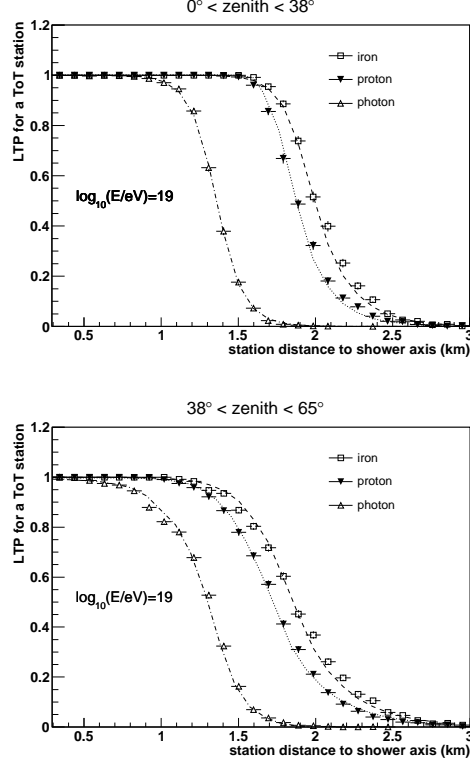 0° < zenith < 38°
LTP for a ToT station
1.2
1
0.8
0.6
0.4
0.2
0
iron
proton
photon
log10(E/eV)=19
0.5 1 1.5 2 2.5 3
station distance to shower axis (km)
38° < zenith < 65°
LTP for a ToT station
1.2
1
0.8
0.6
0.4
0.2
0
iron
proton
photon
log10(E/eV)=19
0.5 1 1.5 2 2.5 3
station distance to shower axis (km)